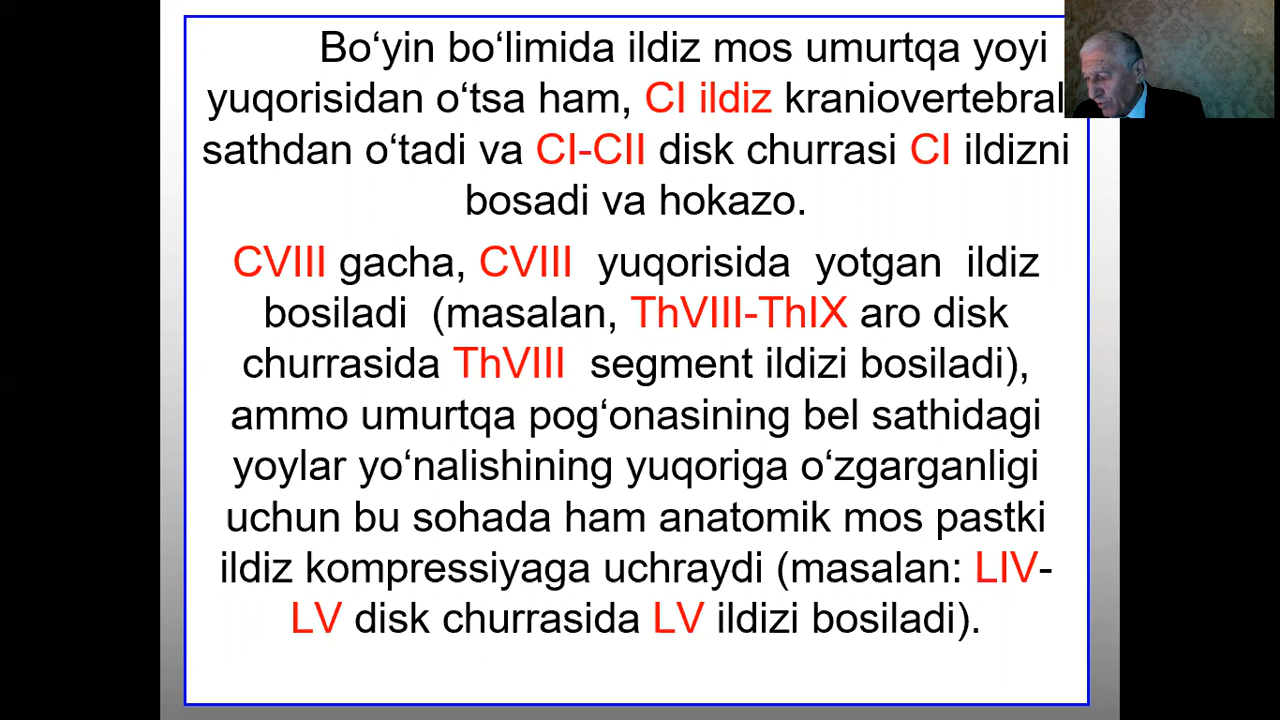 Bo‘yin bo‘limida ildiz mos umurtqa yoyi
yuqorisidan o‘tsa ham, CI ildiz kraniovertebral
sathdan o‘tadi va CI-CII disk churrasi CI ildizni
bosadi va hokazo.
CVIII gacha, CVIII yuqorisida yotgan ildiz
bosiladi (masalan, ThVIII-ThIX aro disk
churrasida ThVIII segment ildizi bosiladi),
ammo umurtqa pog‘onasining bel sathidagi
yoylar yo‘nalishining yuqoriga o‘zgarganligi
uchun bu sohada ham anatomik mos pastki
ildiz kompressiyaga uchraydi (masalan: LIV-
LV disk churrasida LV ildizi bosiladi).